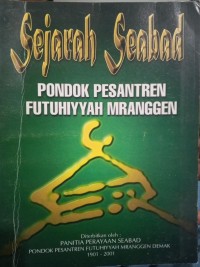 Sejarah Seabad
PONDOK PESANTREN
FUTUHIYYAH MRANGGEN
Diterbitkan oleh :
PANITIA PERAYAAN SEABAD
PONDOK PESANTREN FUTUHIYYAH MRANGGEN DEMAK
1901 - 2001